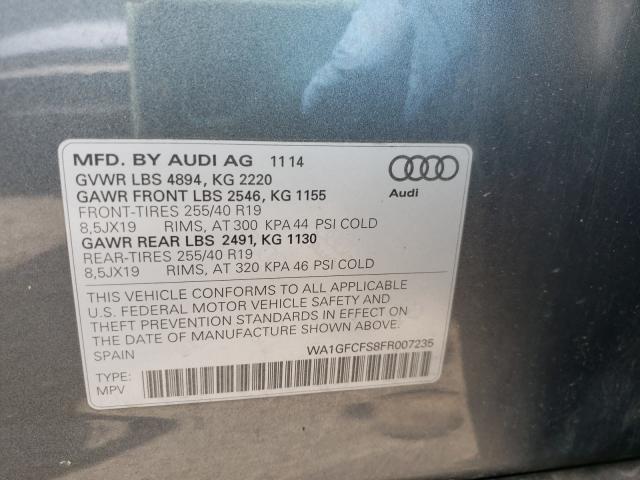 MFD. BY AUDI AG 11 14
GVWR LBS 4894, KG 2220
GAWR FRONT LBS 2546, KG 1155
FRONT-TIRES 255/40 R19
8,5JX19 RIMS, AT 300 KPA 44 PSI COLD
GAWR REAR LBS 2491, KG 1130
REAR-TIRES 255/40 R19
8,5JX19 RIMS, AT 320 KPA 46 PSI COLD
Audi
THIS VEHICLE CONFORMS TO ALL APPLICABLE
U.S. FEDERAL MOTOR VEHICLE SAFETY AND
THEFT PREVENTION STANDARDS IN EFFECT ON
THE DATE OF MANUFACTURE SHOWN ABOVE.
SPAIN WA1GFCFS8FR007235
TYPE:
MPV